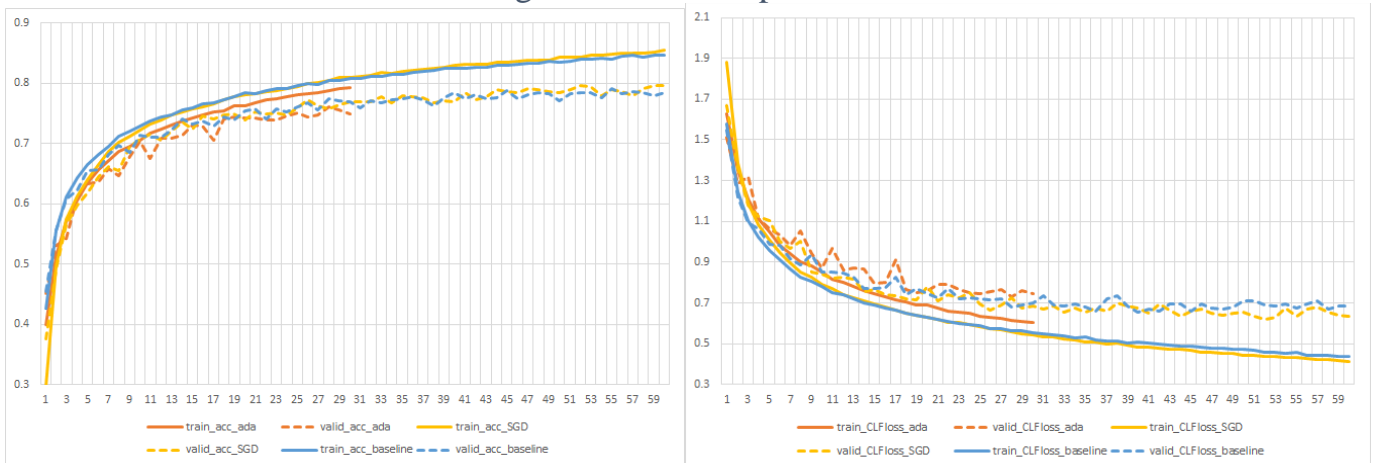 0.9
0.8
0.7
0.6
0.5
0.4
0.3
1 3 5 7 9 11 13 15 17 19 21 23 25 27 29 31 33 35 37 39 41 43 45 47 49 51 53 55 57 59
train_acc_ada valid_acc_ada train_acc_SGD
valid_acc_SGD train_acc_baseline valid_acc_baseline
2.1
1.9
1.7
1.5
1.3
1.1
0.9
0.7
0.5
0.3
1 3 5 7 9 11 13 15 17 19 21 23 25 27 29 31 33 35 37 39 41 43 45 47 49 51 53 55 57 59
train_CLFloss_ada valid_CLFloss_ada train_CLFloss_SGD
valid_CLFloss_SGD train_CLFloss_baseline valid_CLFloss_baseline